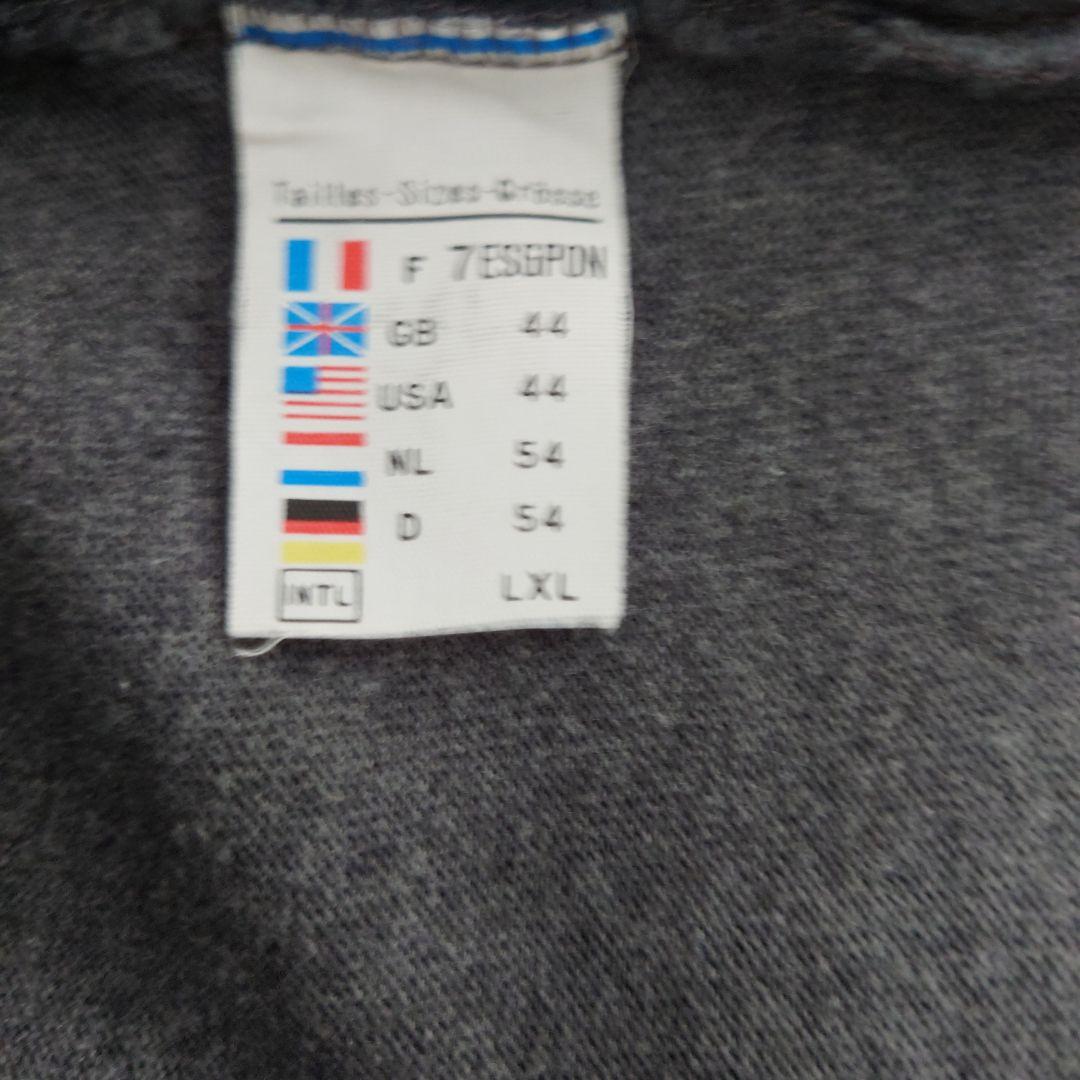 Tailles-Sizes-Grösse
F 7ESGPDN
GB 44
USA 44
NL 54
D 54
INTL LXL